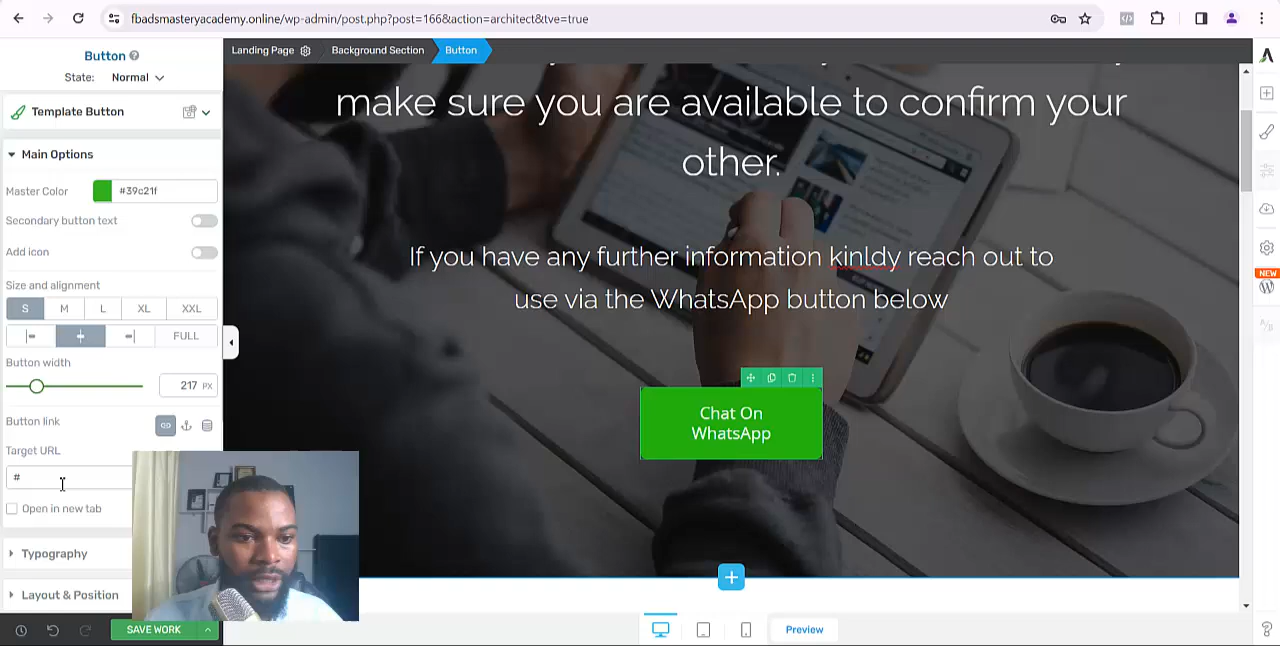 fbadsmasteryacademy.online/wp-admin/post.php?post=166&action=architect&tve=true
Button
State: Normal
Landing Page
Background Section
Button
Template Button
Main Options
Master Color #39c21f
Secondary button text
Add icon
Size and alignment
S M L XL XXL
FULL
Button width
217 PX
Button link
Target URL
#
Open in new tab
Typography
Layout & Position
SAVE WORK
make sure you are available to confirm your
other.
If you have any further information kinldy reach out to
use via the WhatsApp button below
Chat On
WhatsApp
Preview
NEW